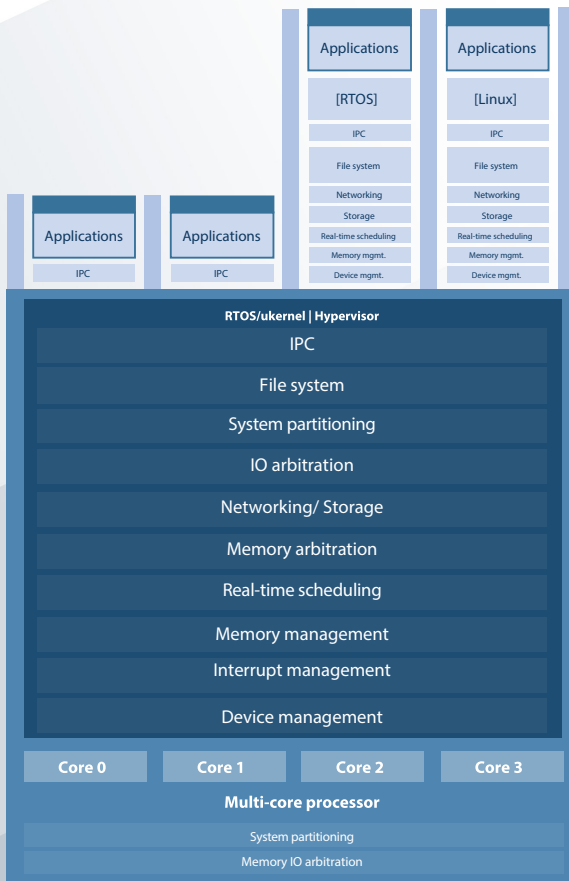 Applications
Applications
[RTOS]
[Linux]
IPC
IPC
File system
File system
Networking
Networking
Storage
Storage
Real-time scheduling
Real-time scheduling
Memory mgmt.
Memory mgmt.
Device mgmt.
Device mgmt.
Applications
Applications
IPC
IPC
RTOS/ukernel | Hypervisor
IPC
File system
System partitioning
IO arbitration
Networking/ Storage
Memory arbitration
Real-time scheduling
Memory management
Interrupt management
Device management
Core 0
Core 1
Core 2
Core 3
Multi-core processor
System partitioning
Memory IO arbitration